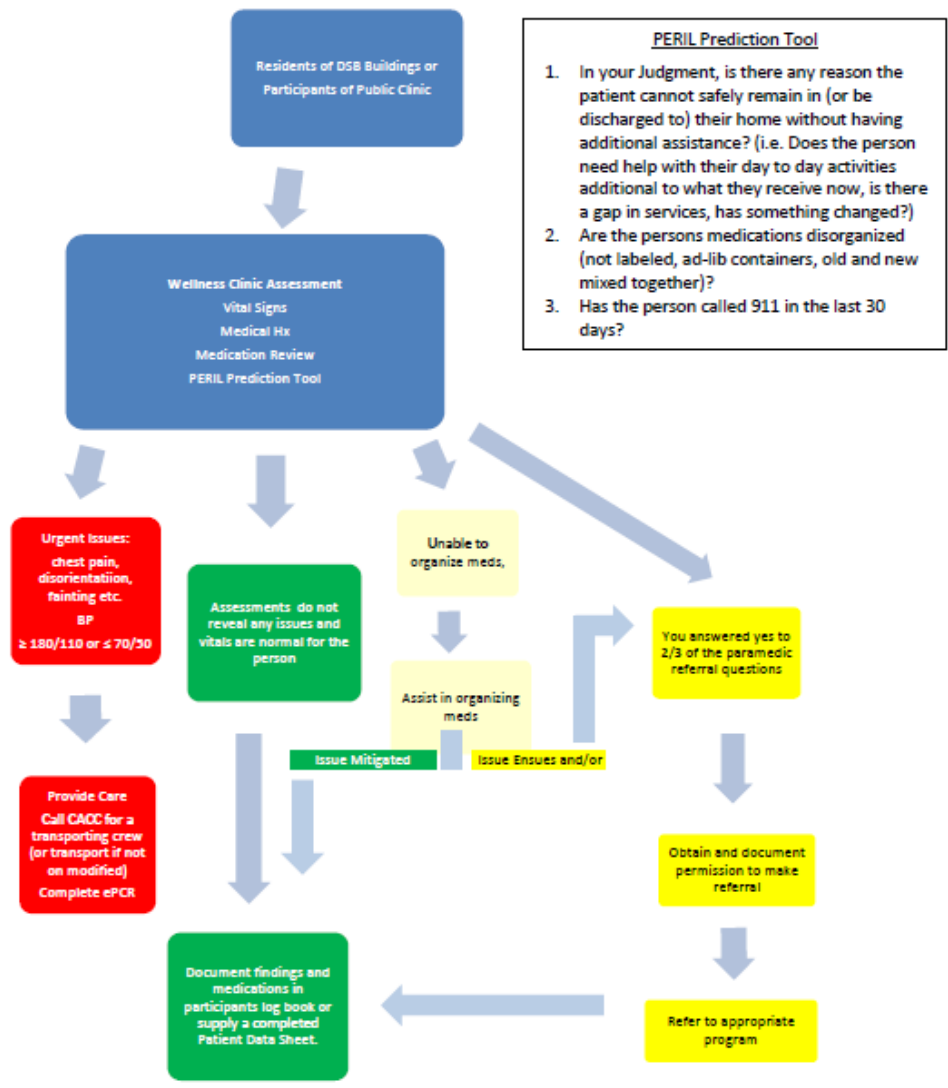 Residents of DSB Buildings or
Participants of Public Clinic
PERIL Prediction Tool
1. In your Judgment, is there any reason the
patient cannot safely remain in (or be
discharged to) their home without having
additional assistance? (i.e. Does the person
need help with their day to day activities
additional to what they receive now, is there
a gap in services, has something changed?)
2. Are the persons medications disorganized
(not labeled, ad-lib containers, old and new
mixed together)?
3. Has the person called 911 in the last 30
days?
Wellness Clinic Assessment
Vital Signs
Medical Hx
Medication Review
PERIL Prediction Tool
Urgent Issues:
chest pain,
disorientatiion,
fainting etc.
BP
≥ 180/110 or ≤ 70/50
Assessments do not
reveal any issues and
vitals are normal for the
person
Unable to
organize meds,
You answered yes to
2/3 of the paramedic
referral questions
Assist in organizing
meds
Issue Mitigated
Issue Ensues and/or
Provide Care
Call CACC for a
transporting crew
(or transport if not
on modified)
Complete ePCR
Obtain and document
permission to make
referral
Document findings and
medications in
participants log book or
supply a completed
Patient Data Sheet.
Refer to appropriate
program